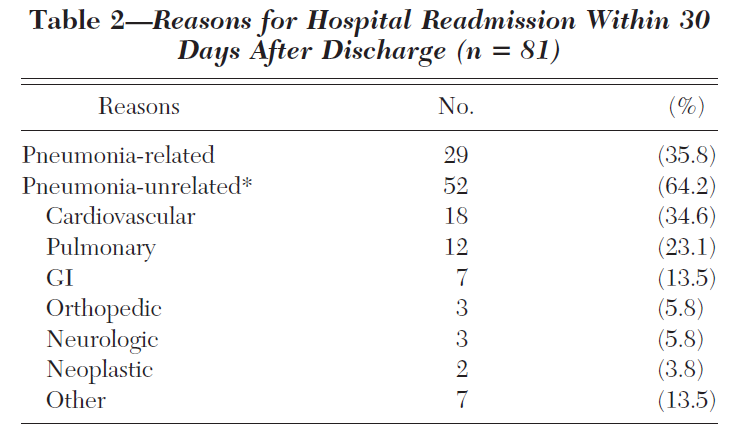 Table 2—Reasons for Hospital Readmission Within 30
Days After Discharge (n = 81)
Reasons No. (%)
Pneumonia-related 29 (35.8)
Pneumonia-unrelated* 52 (64.2)
Cardiovascular 18 (34.6)
Pulmonary 12 (23.1)
GI 7 (13.5)
Orthopedic 3 (5.8)
Neurologic 3 (5.8)
Neoplastic 2 (3.8)
Other 7 (13.5)